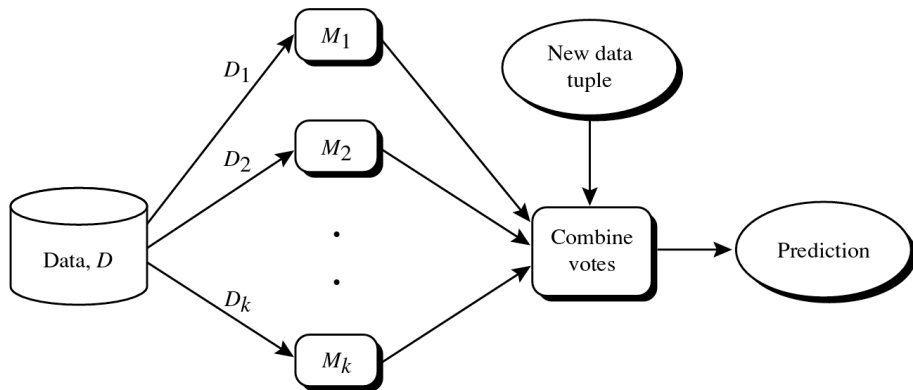 M1
New data
tuple
D1
D2
M2
Data, D
Combine
votes
Prediction
Dk
Mk